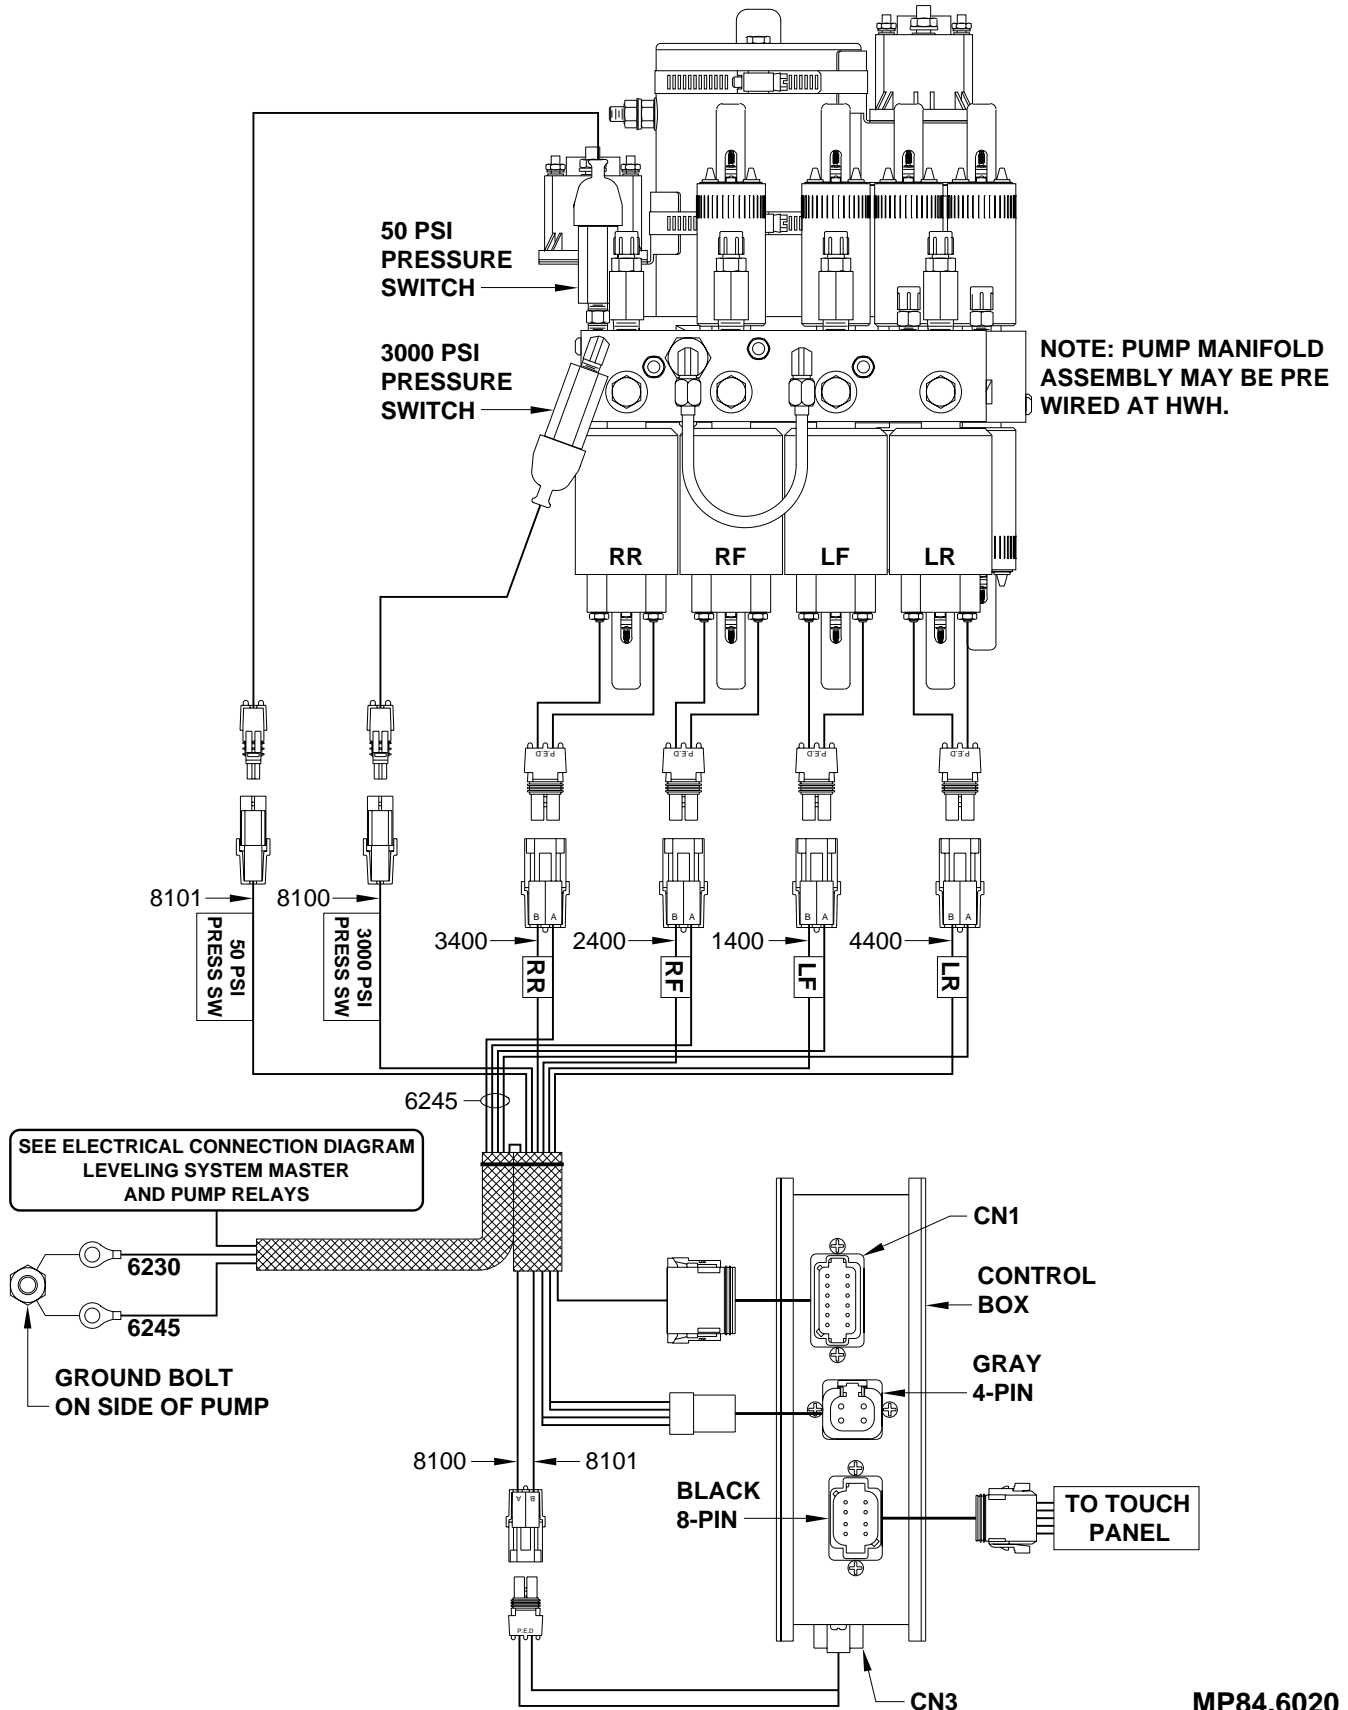 50 PSI
PRESSURE
SWITCH
3000 PSI
PRESSURE
SWITCH
NOTE: PUMP MANIFOLD
ASSEMBLY MAY BE PRE
WIRED AT HWH.
RR
RF
LF
LR
P.E.D
P.E.D
P.E.D
P.E.D
8101
8100
B A
B A
B A
B A
3400
2400
1400
4400
50 PSI
PRESS SW
3000 PSI
PRESS SW
RR
RF
LF
LR
6245
SEE ELECTRICAL CONNECTION DIAGRAM
LEVELING SYSTEM MASTER
AND PUMP RELAYS
6230
6245
GROUND BOLT
ON SIDE OF PUMP
CN1
CONTROL
BOX
GRAY
4-PIN
8100
8101
A B
BLACK
8-PIN
TO TOUCH
PANEL
P.E.D
CN3
MP84.6020